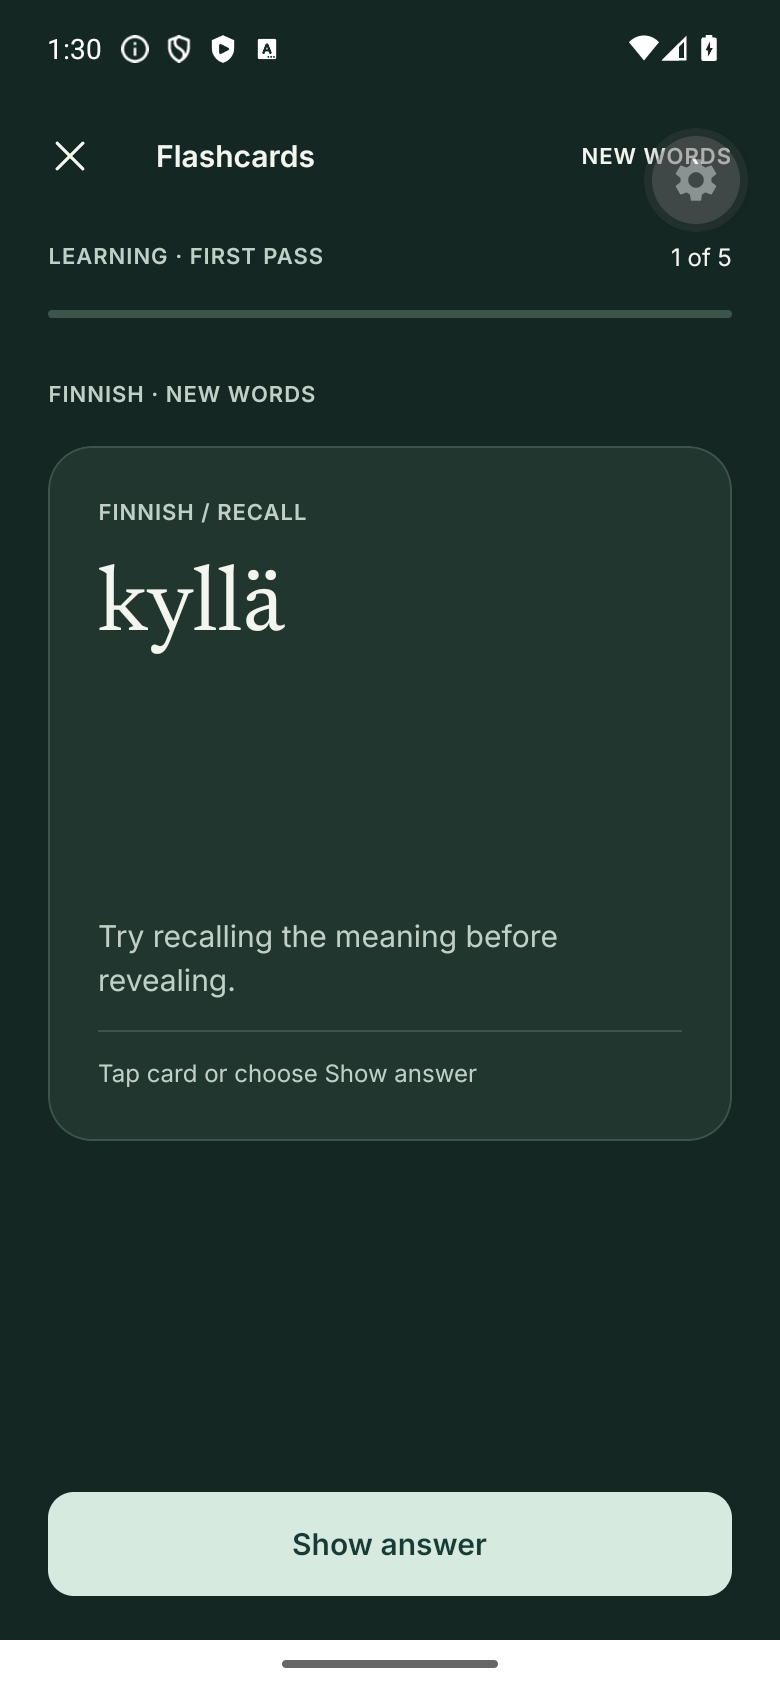 1:30
Flashcards
NEW WORDS
LEARNING · FIRST PASS
1 of 5
FINNISH · NEW WORDS
FINNISH / RECALL
kyllä
Try recalling the meaning before
revealing.
Tap card or choose Show answer
Show answer